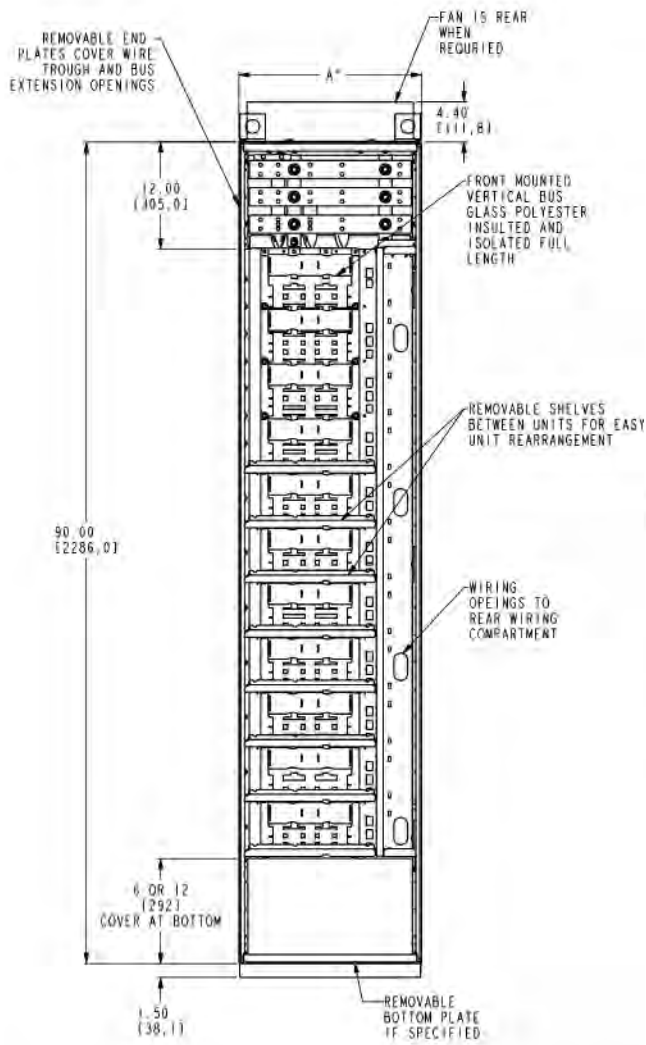 FAN IS REAR
WHEN
REQURIED
REMOVABLE END
PLATES COVER WIRE
TROUGH AND BUS
EXTENSION OPENINGS
A"
4.40
[111,8]
12.00
[305,0]
FRONT MOUNTED
VERTICAL BUS
GLASS POLYESTER
INSULTED AND
ISOLATED FULL
LENGTH
REMOVABLE SHELVES
BETWEEN UNITS FOR EASY
UNIT REARRANGEMENT
90.00
[2286,0]
WIRING
OPEINGS TO
REAR WIRING
COMPARTMENT
6 OR 12
[292]
COVER AT BOTTOM
1.50
[38,1]
REMOVABLE
BOTTOM PLATE
IF SPECIFIED